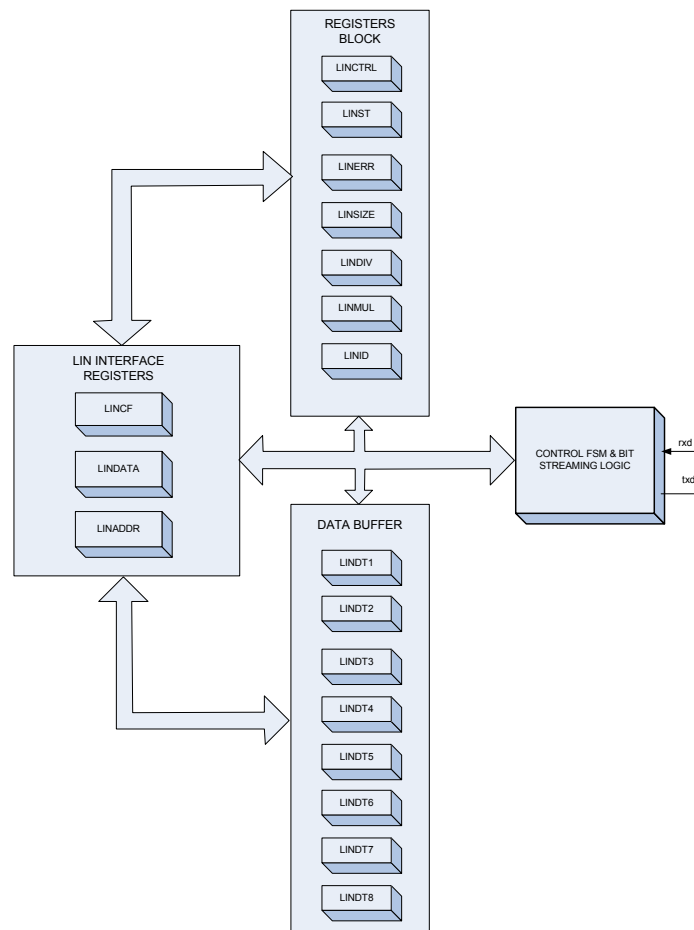 REGISTERS
BLOCK
LINCTRL
LINST
LINERR
LINSIZE
LINDIV
LINMUL
LINID
LIN INTERFACE
REGISTERS
LINCF
LINDATA
LINADDR
CONTROL FSM & BIT
STREAMING LOGIC
rxd
txd
DATA BUFFER
LINDT1
LINDT2
LINDT3
LINDT4
LINDT5
LINDT6
LINDT7
LINDT8